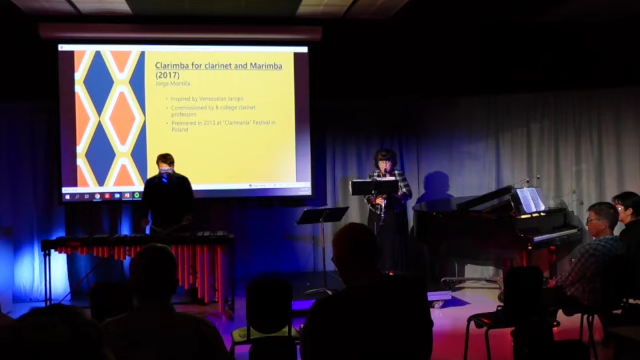 Clarimba for clarinet and Marimba
(2017)
Jorge Montilla
• Inspired by Venezuelan Joropo
• Commissioned by 8 college clarinet
professors
• Premiered in 2013 at "Clarimania" Festival in
Poland